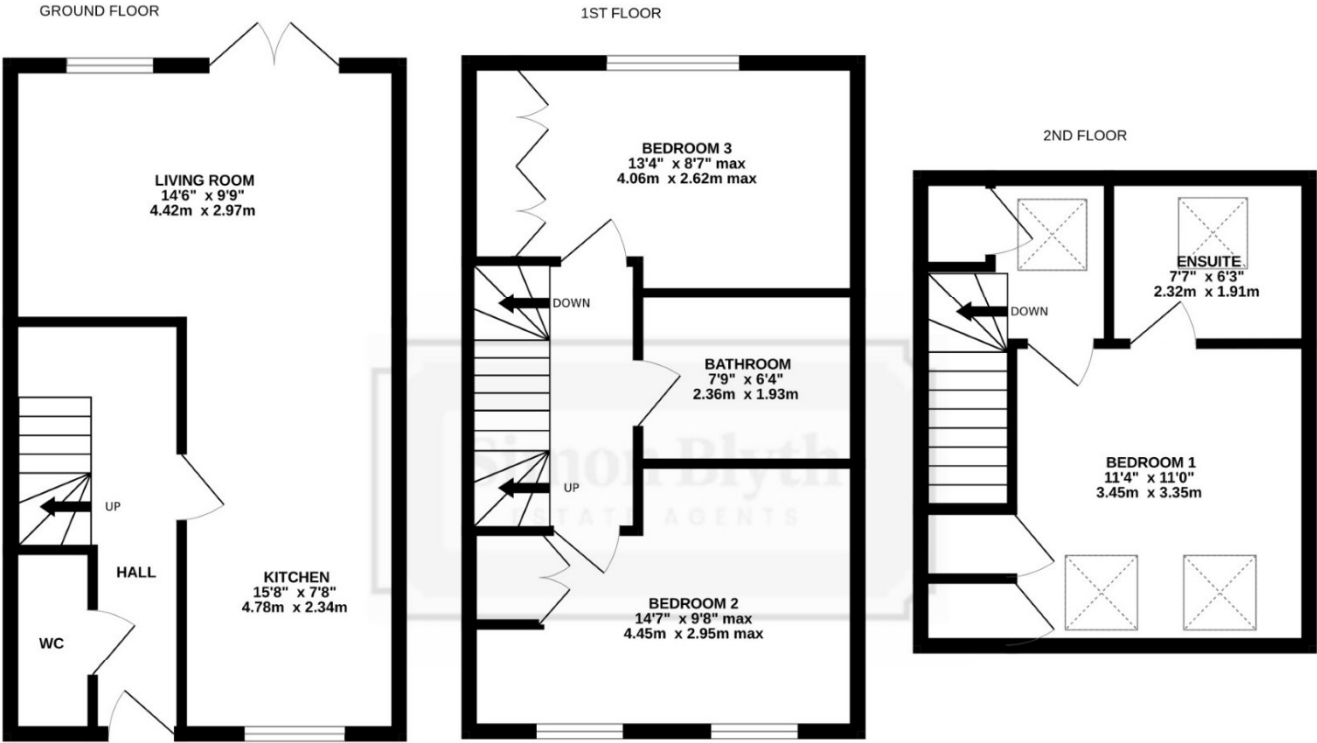 GROUND FLOOR
LIVING ROOM
14'6" x 9'9"
4.42m x 2.97m
UP
HALL
WC
KITCHEN
15'8" x 7'8"
4.78m x 2.34m
1ST FLOOR
BEDROOM 3
13'4" x 8'7" max
4.06m x 2.62m max
DOWN
BATHROOM
7'9" x 6'4"
2.36m x 1.93m
UP
BEDROOM 2
14'7" x 9'8" max
4.45m x 2.95m max
2ND FLOOR
ENSUITE
7'7" x 6'3"
2.32m x 1.91m
DOWN
BEDROOM 1
11'4" x 11'0"
3.45m x 3.35m
Simon Blyth
ESTATE AGENTS